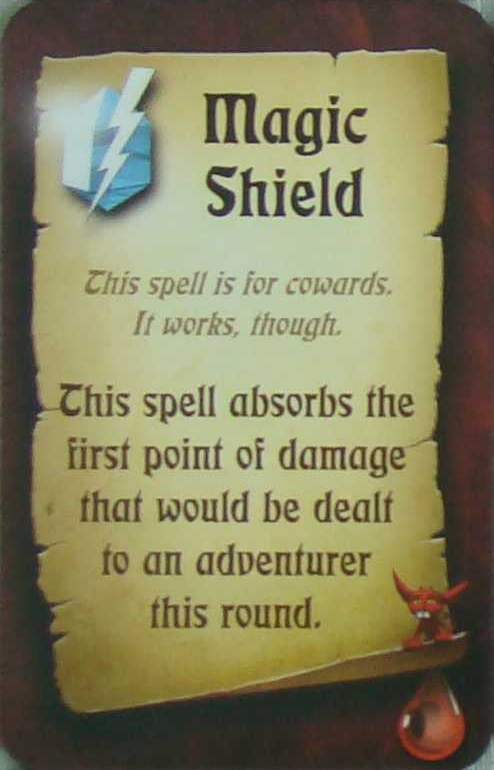 Magic
Shield
This spell is for cowards.
It works, though.
This spell absorbs the
first point of damage
that would be dealt
to an adventurer
this round.